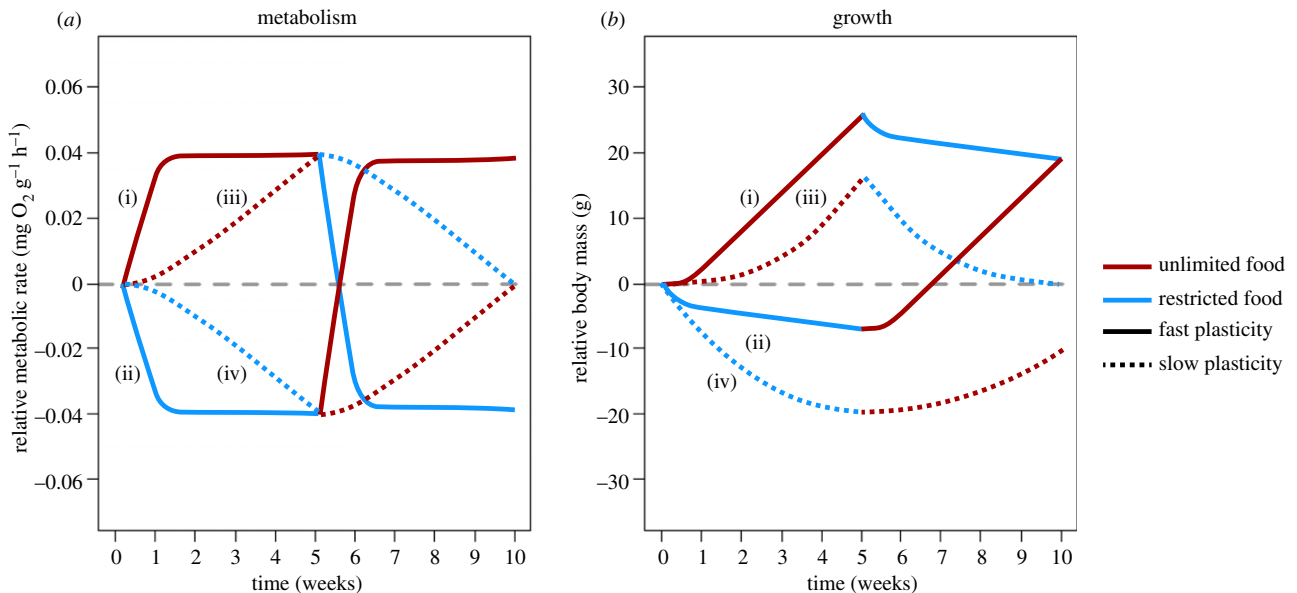 (a) metabolism
relative metabolic rate (mg O2 g−1 h−1)
0.06
0.04
0.02
0
−0.02
−0.04
−0.06
(i)
(iii)
(ii)
(iv)
0 1 2 3 4 5 6 7 8 9 10
time (weeks)
(b) growth
relative body mass (g)
30
20
10
0
−10
−20
−30
(i)
(iii)
(ii)
(iv)
0 1 2 3 4 5 6 7 8 9 10
time (weeks)
unlimited food
restricted food
fast plasticity
slow plasticity